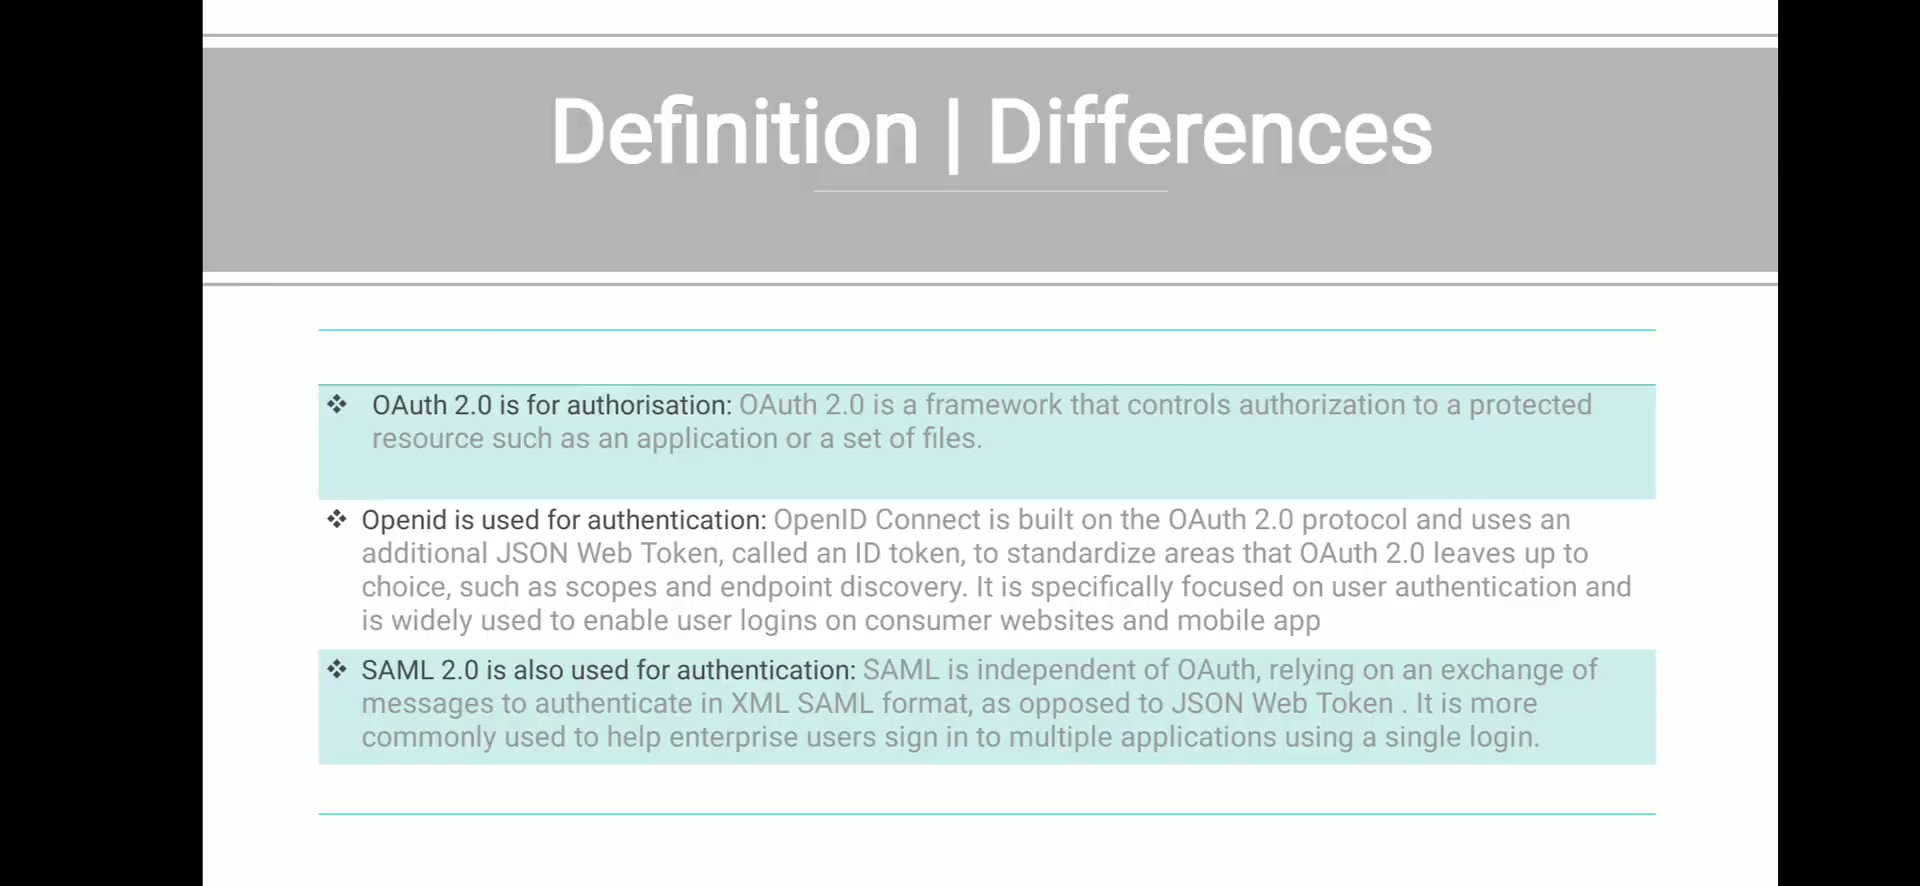 Definition | Differences
❖ OAuth 2.0 is for authorisation: OAuth 2.0 is a framework that controls authorization to a protected
resource such as an application or a set of files.
❖ Openid is used for authentication: OpenID Connect is built on the OAuth 2.0 protocol and uses an
additional JSON Web Token, called an ID token, to standardize areas that OAuth 2.0 leaves up to
choice, such as scopes and endpoint discovery. It is specifically focused on user authentication and
is widely used to enable user logins on consumer websites and mobile app
❖ SAML 2.0 is also used for authentication: SAML is independent of OAuth, relying on an exchange of
messages to authenticate in XML SAML format, as opposed to JSON Web Token . It is more
commonly used to help enterprise users sign in to multiple applications using a single login.